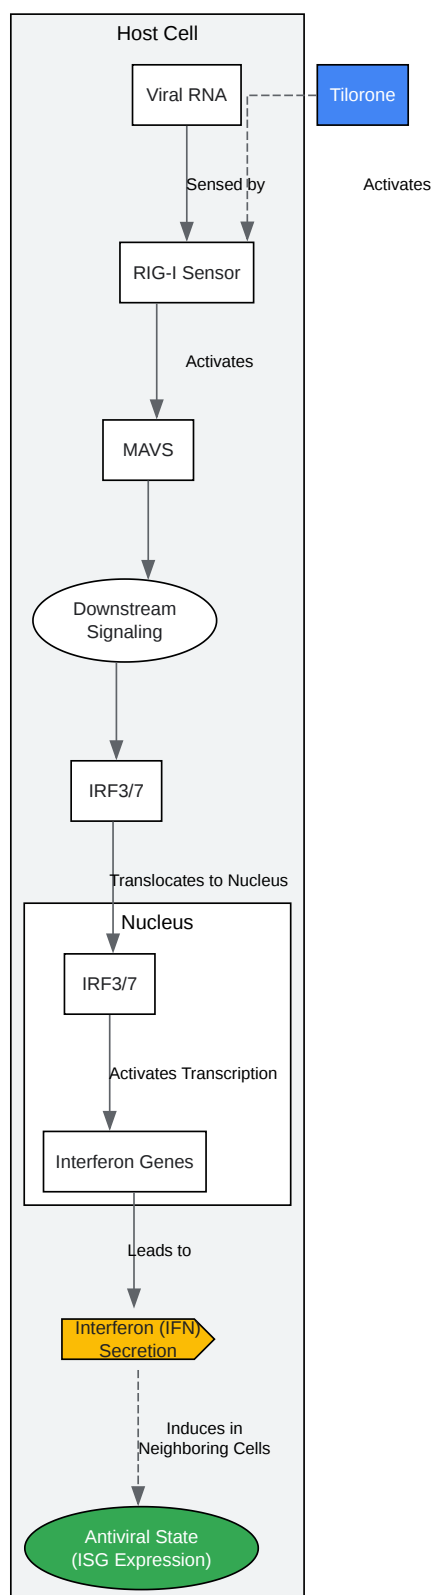 Host Cell
Viral RNA
Tilorone
Sensed by
Activates
RIG-I Sensor
Activates
MAVS
Downstream
Signaling
IRF3/7
Translocates to Nucleus
Nucleus
IRF3/7
Activates Transcription
Interferon Genes
Leads to
Interferon (IFN)
Secretion
Induces in
Neighboring Cells
Antiviral State
(ISG Expression)